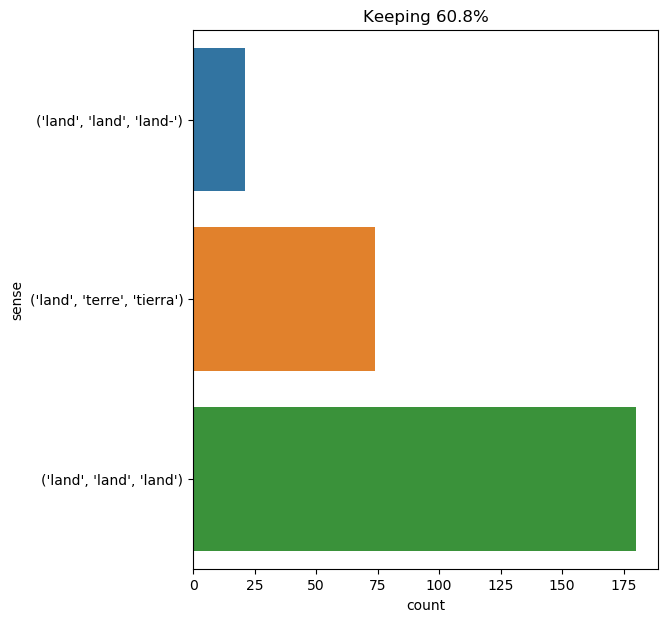 Keeping 60.8%
('land', 'land', 'land-')
('land', 'terre', 'tierra')
('land', 'land', 'land')
sense
0 25 50 75 100 125 150 175
count